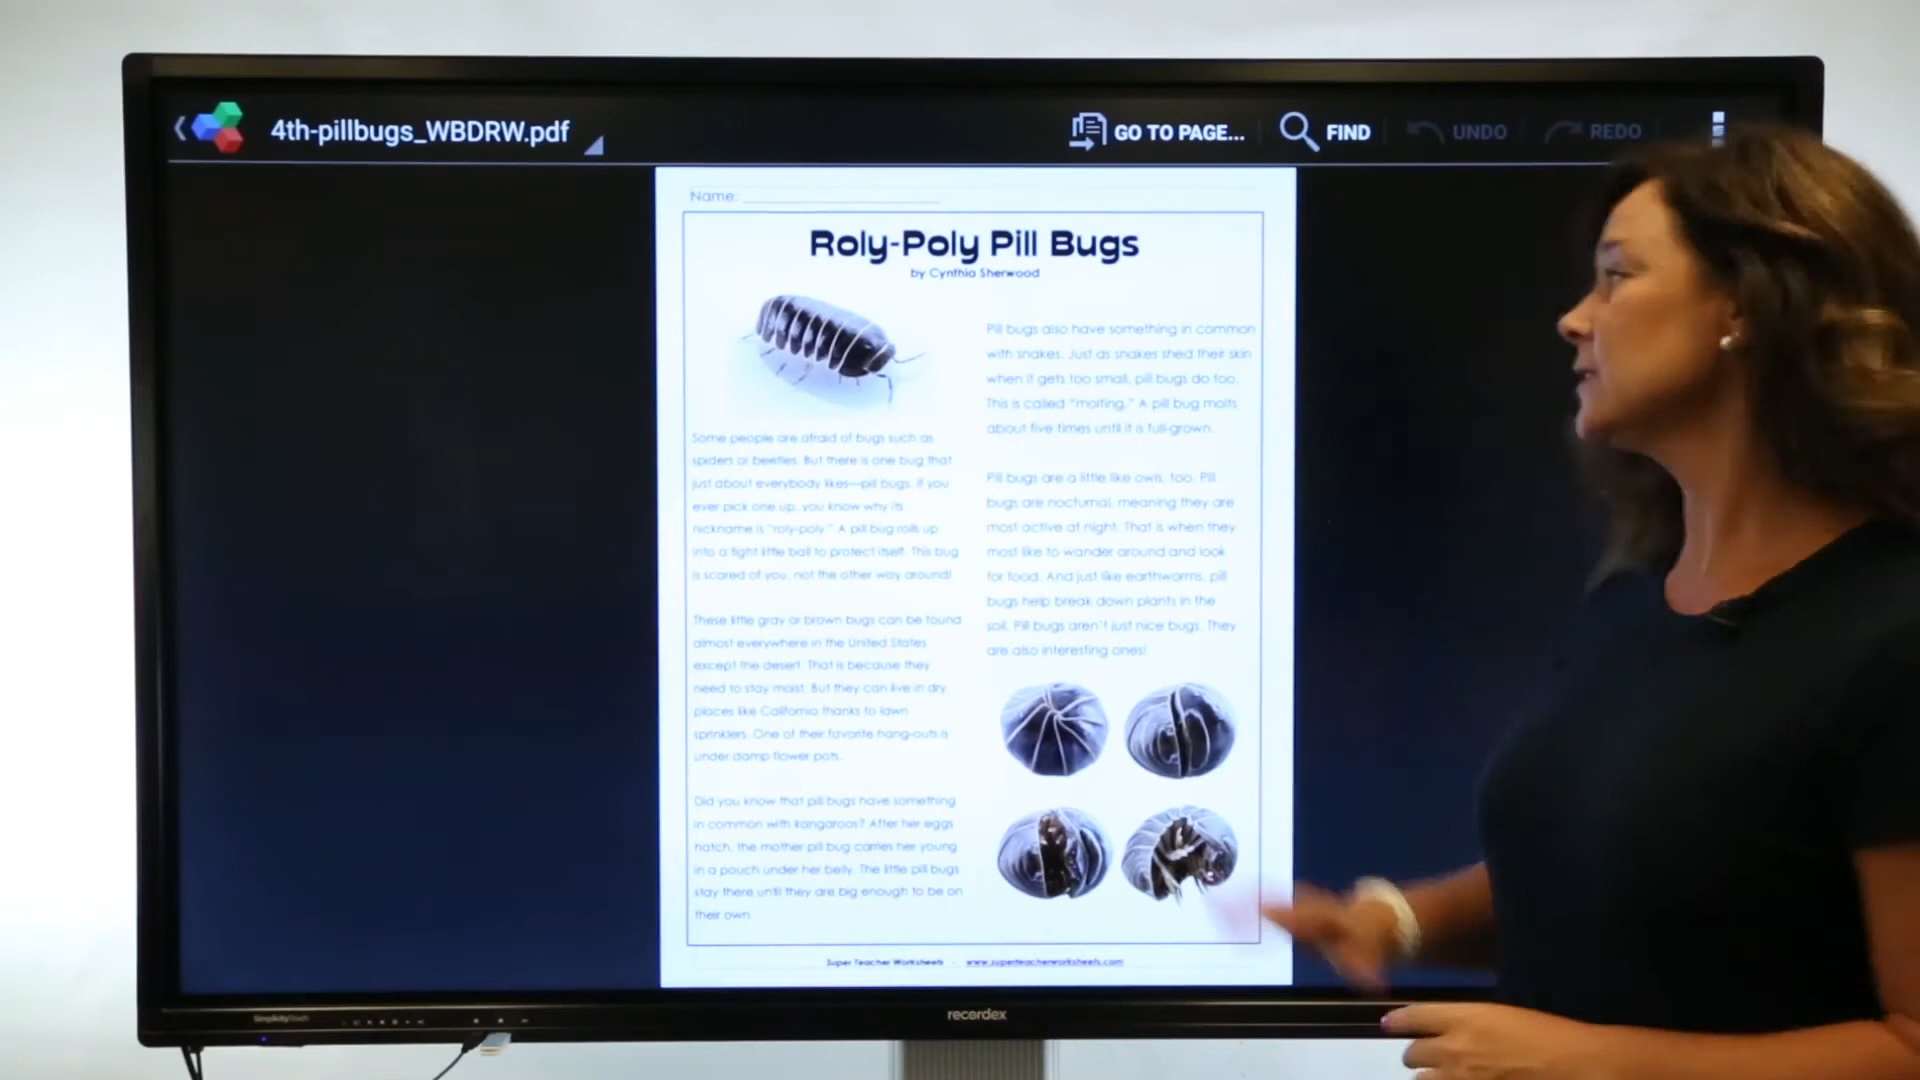 4th-pillbugs_WBDRW.pdf
GO TO PAGE...
FIND
UNDO
REDO
Name:
Roly-Poly Pill Bugs
by Cynthia Sherwood
Some people are afraid of bugs such as
spiders or beetles. But there is one bug that
just about everybody likes—pill bugs. If you
ever pick one up, you know why its
nickname is "roly-poly." A pill bug rolls up
into a tight little ball to protect itself. This bug
is scared of you, not the other way around!
These little gray or brown bugs can be found
almost everywhere in the United States
except the desert. That is because they
need to stay moist. But they can live in dry
places like California thanks to lawn
sprinklers. One of their favorite hang-outs is
under damp flower pots.
Did you know that pill bugs have something
in common with kangaroos? After her eggs
hatch, the mother pill bug carries her young
in a pouch under her belly. The little pill bugs
stay there until they are big enough to be on
their own.
Pill bugs also have something in common
with snakes. Just as snakes shed their skin
when it gets too small, pill bugs do too.
This is called "molting." A pill bug molts
about five times until it is full-grown.
Pill bugs are a little like owls, too. Pill
bugs are nocturnal, meaning they are
most active at night. That is when they
most like to wander around and look
for food. And just like earthworms, pill
bugs help break down plants in the
soil. Pill bugs aren't just nice bugs. They
are also interesting ones!
Super Teacher Worksheets - www.superteacherworksheets.com
SimplicityTouch
recordex